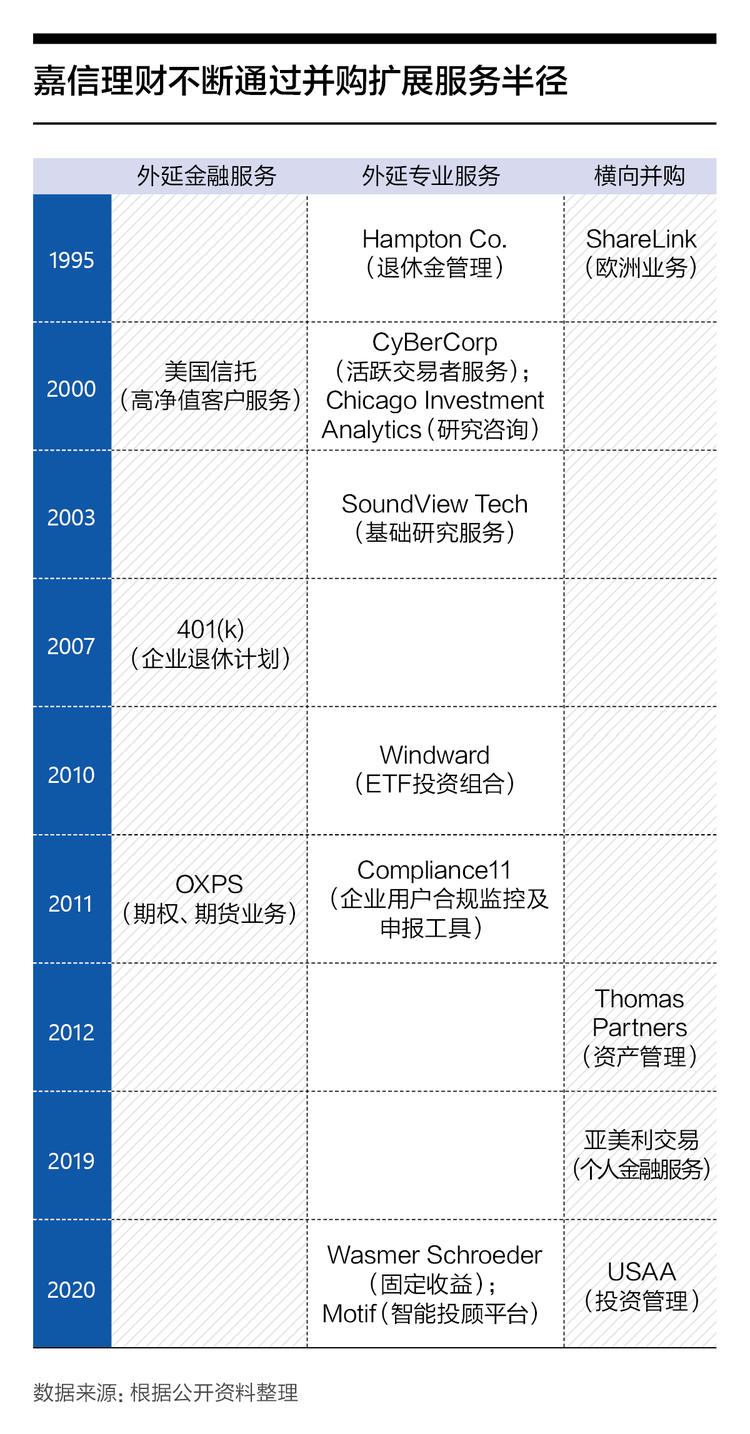 嘉信理财不断通过并购扩展服务半径
外延金融服务 外延专业服务 横向并购
1995
Hampton Co.
（退休金管理）
ShareLink
（欧洲业务）
2000
美国信托
（高净值客户服务）
CyBerCorp
（活跃交易者服务）；
Chicago Investment
Analytics（研究咨询）
2003
SoundView Tech
（基础研究服务）
2007
401(k)
（企业退休计划）
2010
Windward
（ETF投资组合）
2011
OXPS
（期权、期货业务）
Compliance11
（企业用户合规监控及
申报工具）
2012
Thomas
Partners
（资产管理）
2019
亚美利交易
（个人金融服务）
2020
Wasmer Schroeder
（固定收益）；
Motif（智能投顾平台）
USAA
（投资管理）
数据来源：根据公开资料整理